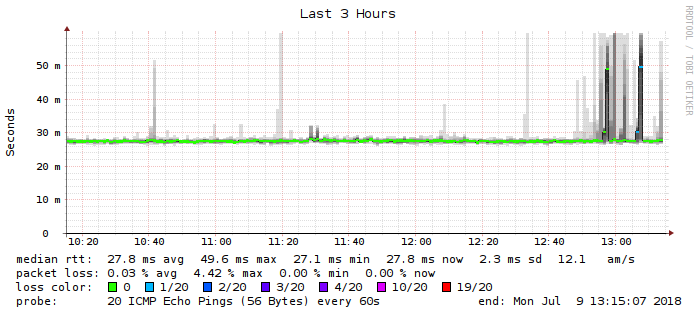 Last 3 Hours
RRDTOOL / TOBI OETIKER
Seconds
50 m
40 m
30 m
20 m
10 m
0
10:20 10:40 11:00 11:20 11:40 12:00 12:20 12:40 13:00
median rtt: 27.8 ms avg 49.6 ms max 27.1 ms min 27.8 ms now 2.3 ms sd 12.1 am/s
packet loss: 0.03 % avg 4.42 % max 0.00 % min 0.00 % now
loss color: 0 1/20 2/20 3/20 4/20 10/20 19/20
probe: 20 ICMP Echo Pings (56 Bytes) every 60s end: Mon Jul 9 13:15:07 2018